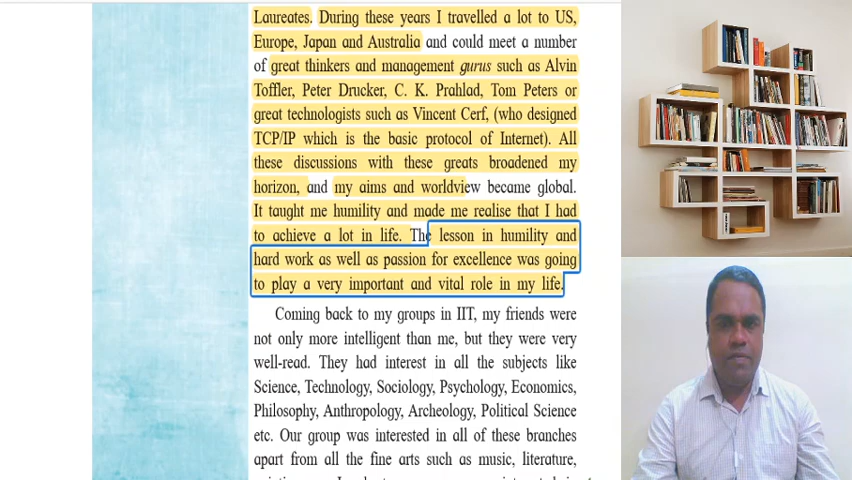 Laureates. During these years I travelled a lot to US,
Europe, Japan and Australia and could meet a number
of great thinkers and management gurus such as Alvin
Toffler, Peter Drucker, C. K. Prahlad, Tom Peters or
great technologists such as Vincent Cerf, (who designed
TCP/IP which is the basic protocol of Internet). All
these discussions with these greats broadened my
horizon, and my aims and worldview became global.
It taught me humility and made me realise that I had
to achieve a lot in life. The lesson in humility and
hard work as well as passion for excellence was going
to play a very important and vital role in my life.
Coming back to my groups in IIT, my friends were
not only more intelligent than me, but they were very
well-read. They had interest in all the subjects like
Science, Technology, Sociology, Psychology, Economics,
Philosophy, Anthropology, Archeology, Political Science
etc. Our group was interested in all of these branches
apart from all the fine arts such as music, literature,